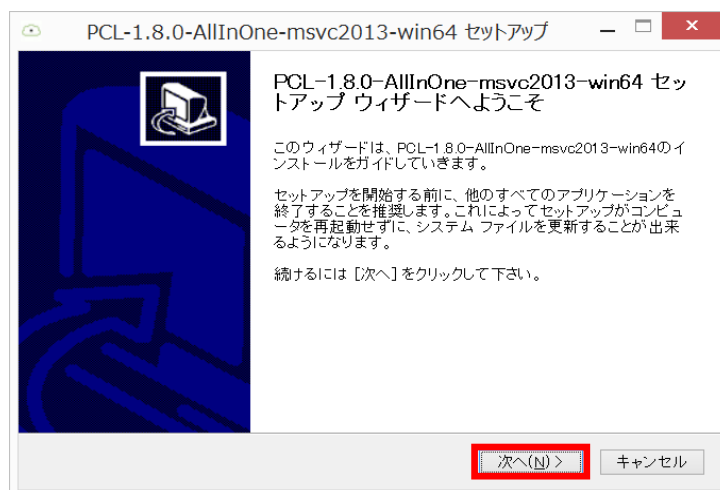 PCL-1.8.0-AllInOne-msvc2013-win64 セットアップ
PCL-1.8.0-AllInOne-msvc2013-win64 セッ
トアップ ウィザードへようこそ
このウィザードは、PCL-1.8.0-AllInOne-msvc2013-win64のイ
ンストールをガイドしていきます。
セットアップを開始する前に、他のすべてのアプリケーションを
終了することを推奨します。これによってセットアップがコンピュ
ータを再起動せずに、システム ファイルを更新することが出来
るようになります。
続けるには [次へ] をクリックして下さい。
次へ(N) >
キャンセル